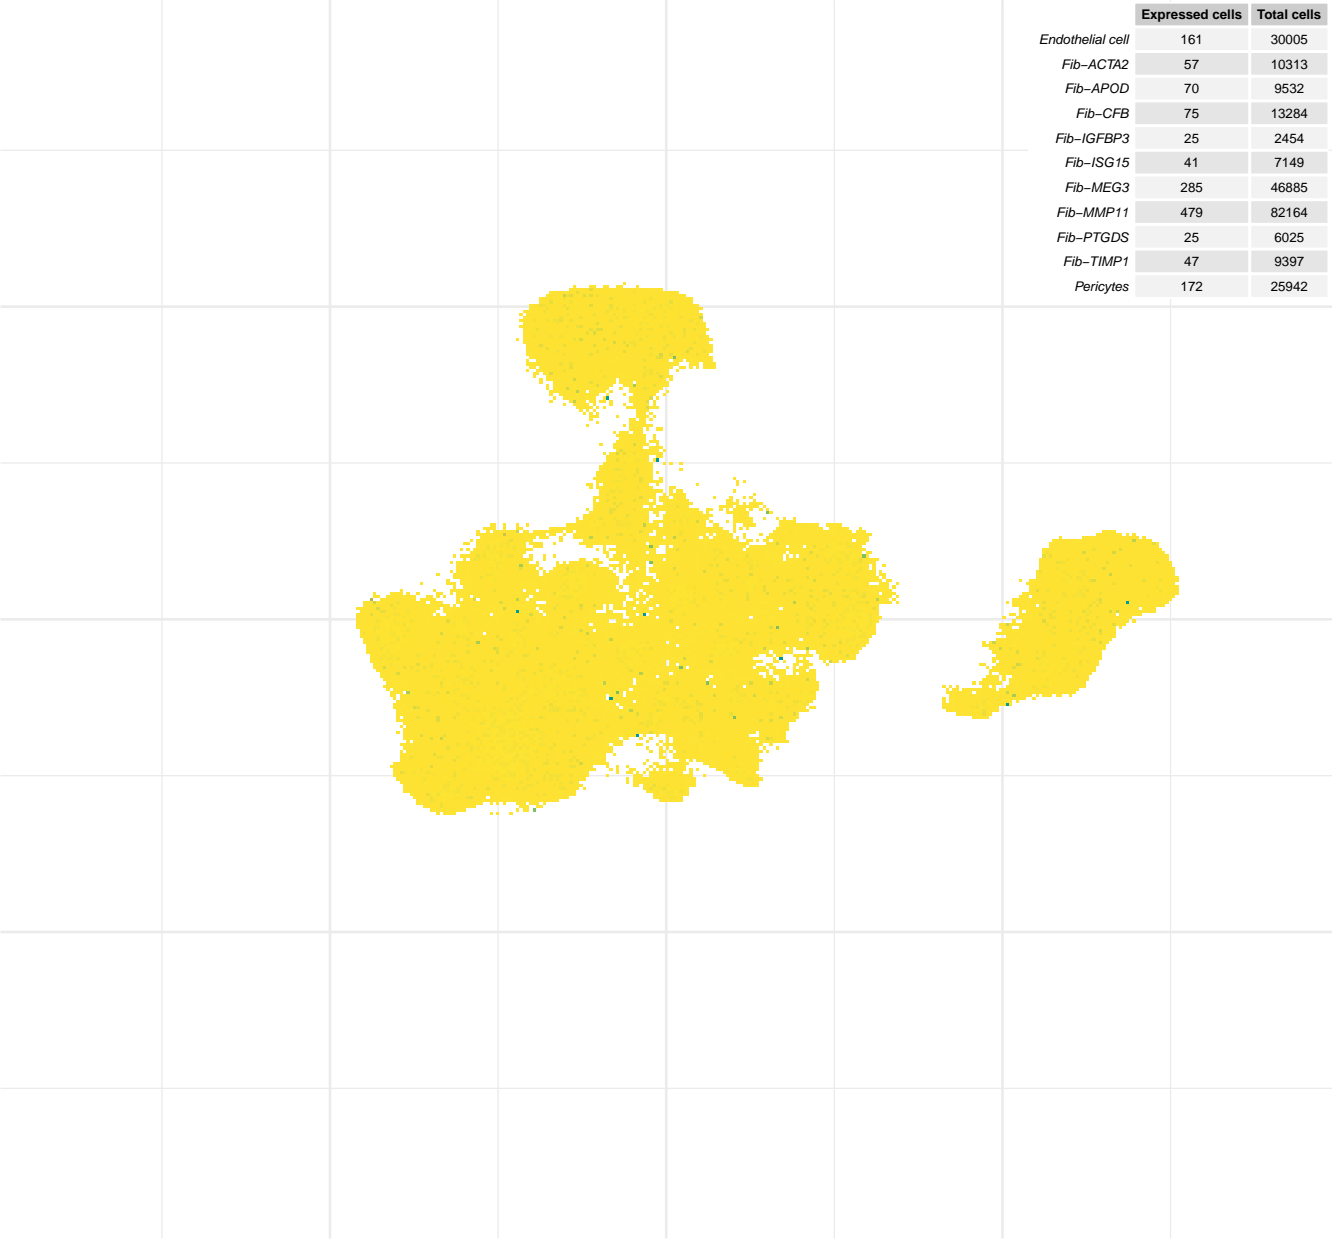 Expressed cells Total cells
Endothelial cell 161 30005
Fib−ACTA2 57 10313
Fib−APOD 70 9532
Fib−CFB 75 13284
Fib−IGFBP3 25 2454
Fib−ISG15 41 7149
Fib−MEG3 285 46885
Fib−MMP11 479 82164
Fib−PTGDS 25 6025
Fib−TIMP1 47 9397
Pericytes 172 25942